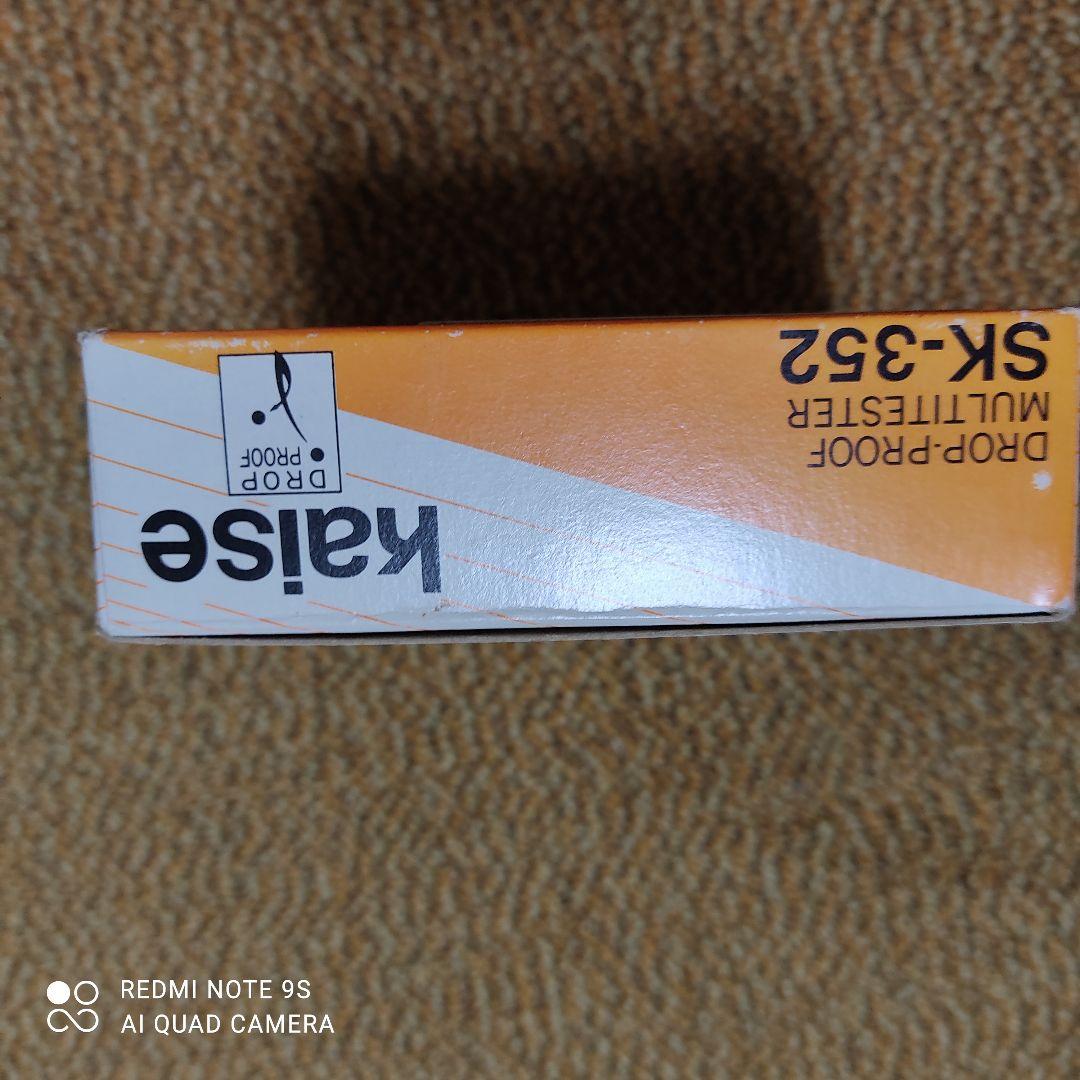 kaise
DROP
PROOF
DROP-PROOF
MULTITESTER
SK-352
REDMI NOTE 9S
AI QUAD CAMERA